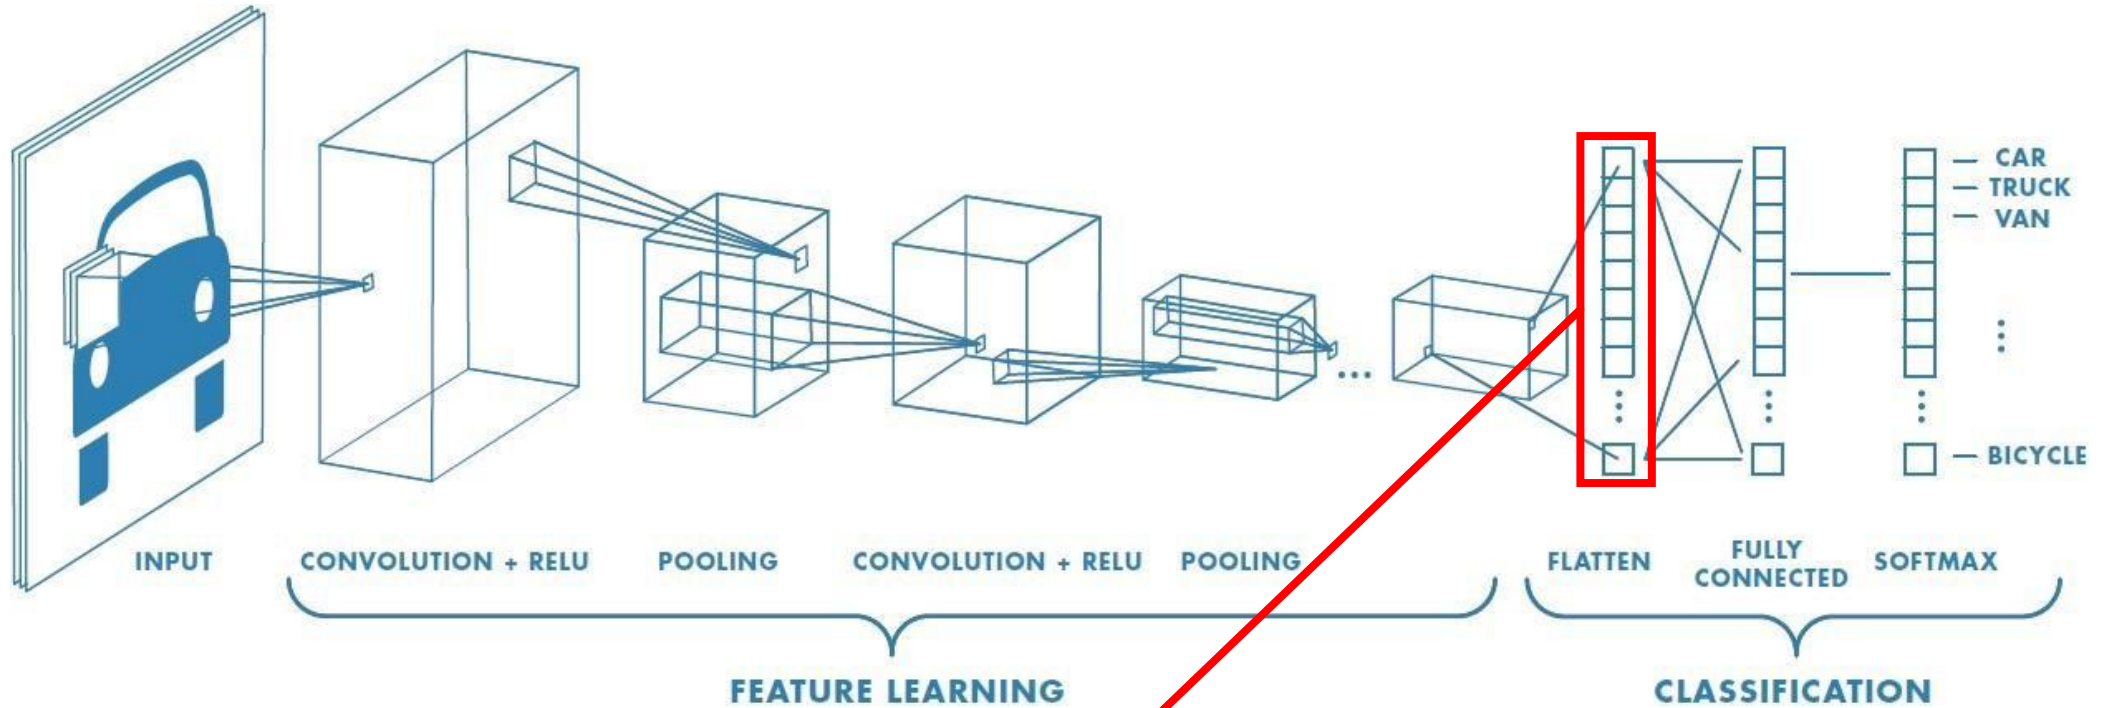 CAR
TRUCK
VAN
BICYCLE
INPUT
CONVOLUTION + RELU
POOLING
CONVOLUTION + RELU
POOLING
FLATTEN
FULLY
CONNECTED
SOFTMAX
FEATURE LEARNING
CLASSIFICATION